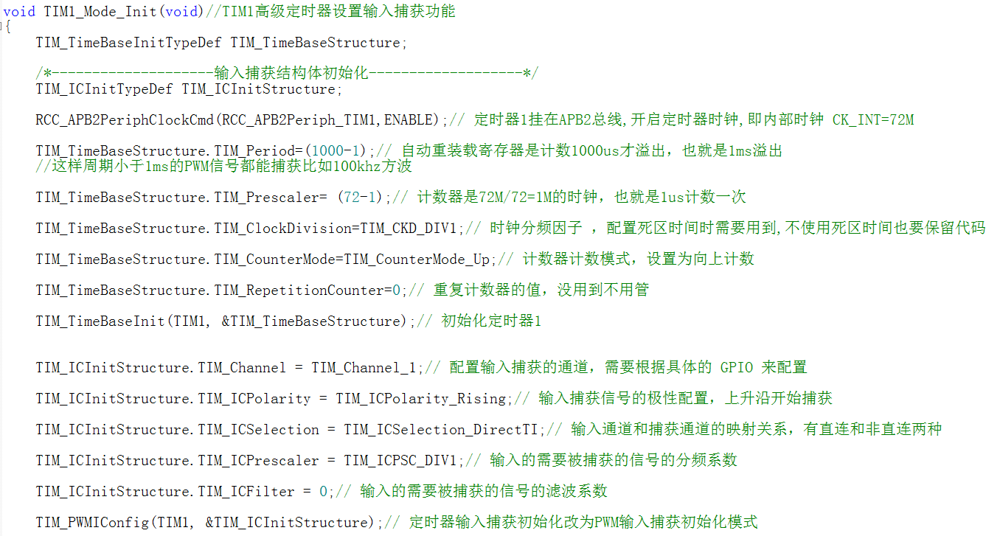 void TIM1_Mode_Init(void)//TIM1高级定时器设置输入捕获功能
{
TIM_TimeBaseInitTypeDef TIM_TimeBaseStructure;
/*--------------------输入捕获结构体初始化-------------------*/
TIM_ICInitTypeDef TIM_ICInitStructure;
RCC_APB2PeriphClockCmd(RCC_APB2Periph_TIM1,ENABLE);// 定时器1挂在APB2总线,开启定时器时钟,即内部时钟 CK_INT=72M
TIM_TimeBaseStructure.TIM_Period=(1000-1);// 自动重装载寄存器是计数1000us才溢出，也就是1ms溢出
//这样周期小于1ms的PWM信号都能捕获比如100khz方波
TIM_TimeBaseStructure.TIM_Prescaler= (72-1);// 计数器是72M/72=1M的时钟，也就是1us计数一次
TIM_TimeBaseStructure.TIM_ClockDivision=TIM_CKD_DIV1;// 时钟分频因子 ，配置死区时间时需要用到,不使用死区时间也要保留代码
TIM_TimeBaseStructure.TIM_CounterMode=TIM_CounterMode_Up;// 计数器计数模式，设置为向上计数
TIM_TimeBaseStructure.TIM_RepetitionCounter=0;// 重复计数器的值，没用到不用管
TIM_TimeBaseInit(TIM1, &TIM_TimeBaseStructure);// 初始化定时器1
TIM_ICInitStructure.TIM_Channel = TIM_Channel_1;// 配置输入捕获的通道，需要根据具体的 GPIO 来配置
TIM_ICInitStructure.TIM_ICPolarity = TIM_ICPolarity_Rising;// 输入捕获信号的极性配置，上升沿开始捕获
TIM_ICInitStructure.TIM_ICSelection = TIM_ICSelection_DirectTI;// 输入通道和捕获通道的映射关系，有直连和非直连两种
TIM_ICInitStructure.TIM_ICPrescaler = TIM_ICPSC_DIV1;// 输入的需要被捕获的信号的分频系数
TIM_ICInitStructure.TIM_ICFilter = 0;// 输入的需要被捕获的信号的滤波系数
TIM_PWMIConfig(TIM1, &TIM_ICInitStructure);// 定时器输入捕获初始化改为PWM输入捕获初始化模式